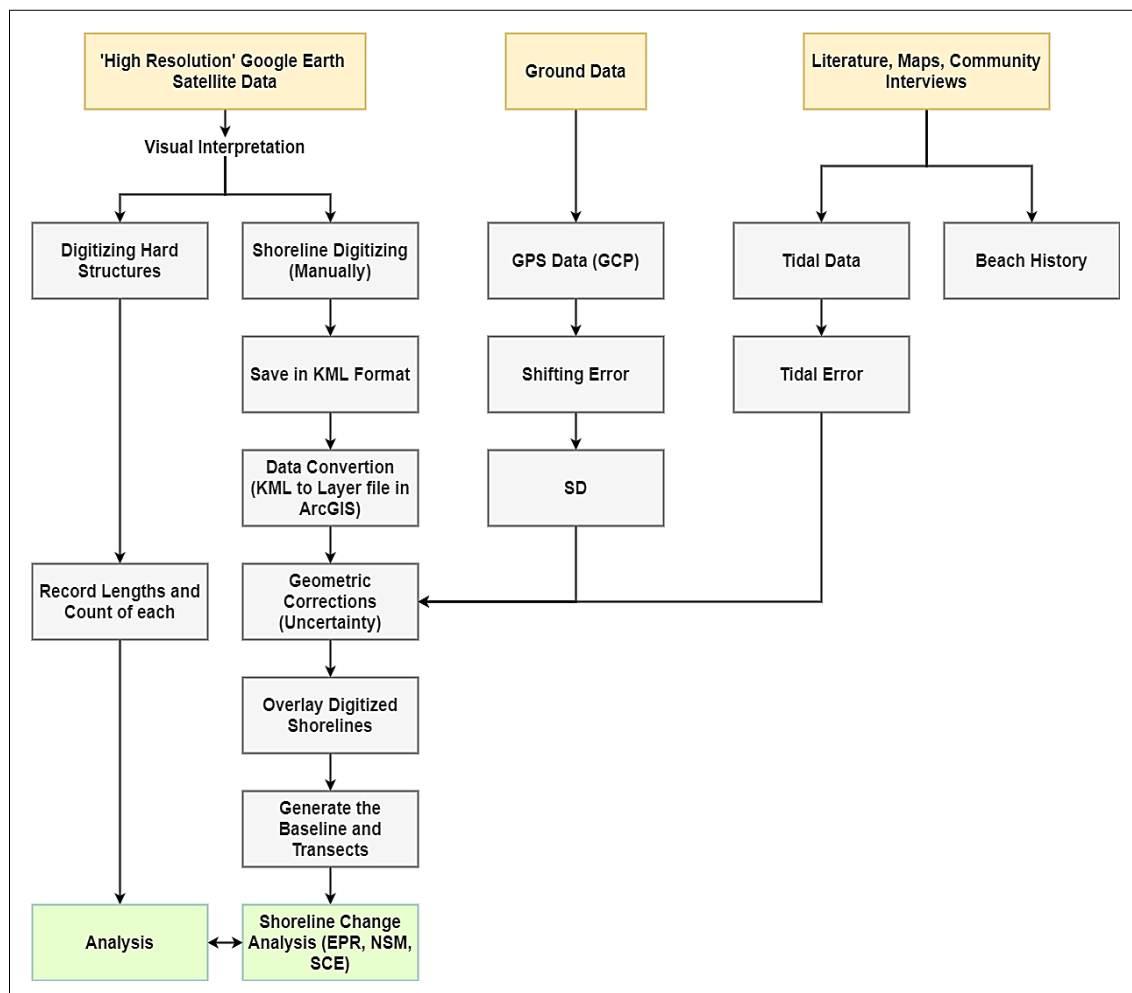 'High Resolution' Google Earth
Satellite Data
Ground Data
Literature, Maps, Community
Interviews
Visual Interpretation
Digitizing Hard
Structures
Shoreline Digitizing
(Manually)
GPS Data (GCP)
Tidal Data
Beach History
Save in KML Format
Shifting Error
Tidal Error
Data Convertion
(KML to Layer file in
ArcGIS)
SD
Record Lengths and
Count of each
Geometric
Corrections
(Uncertainty)
Overlay Digitized
Shorelines
Generate the
Baseline and
Transects
Analysis
Shoreline Change
Analysis (EPR, NSM,
SCE)